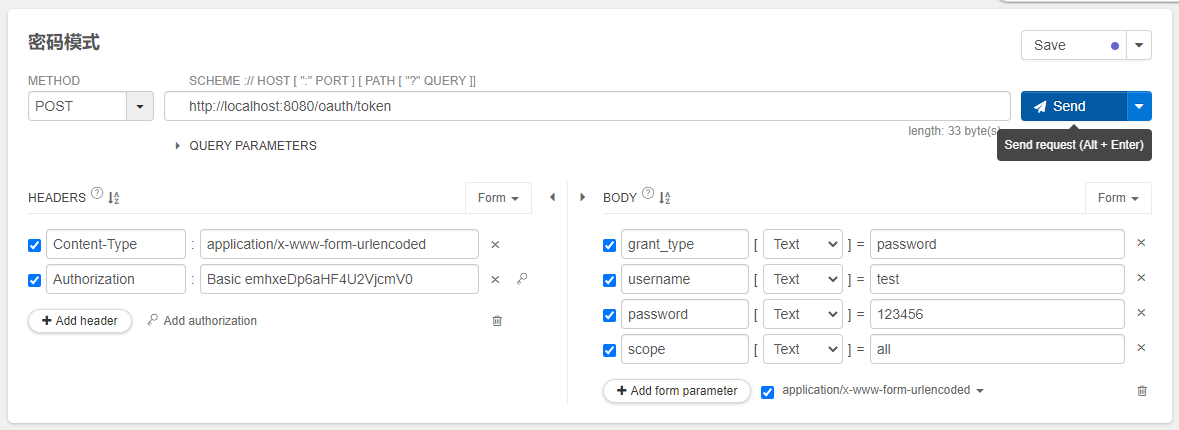 密码模式
Save
METHOD
SCHEME :// HOST [ ":" PORT ] [ PATH [ "?" QUERY ]]
POST
http://localhost:8080/oauth/token
Send
length: 33 byte(s)
Send request (Alt + Enter)
QUERY PARAMETERS
HEADERS ? Form
BODY ? Form
Content-Type : application/x-www-form-urlencoded ×
Authorization : Basic emhxeDp6aHF4U2VjcmV0 ×
+ Add header Add authorization
grant_type [ Text ] = password ×
username [ Text ] = test ×
password [ Text ] = 123456 ×
scope [ Text ] = all ×
+ Add form parameter application/x-www-form-urlencoded